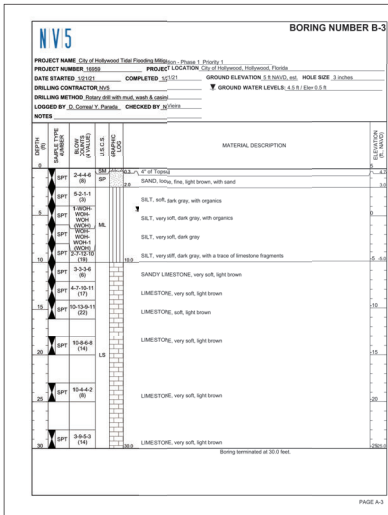 BORING NUMBER B-3
NV5
PROJECT NAME City of Hollywood Tidal Flooding Mitigation - Phase 1 Priority 1
PROJECT NUMBER 16959 PROJECT LOCATION City of Hollywood, Hollywood, Florida
DATE STARTED 1/21/21 COMPLETED 1/21/21 GROUND ELEVATION 5 ft NAVD, est. HOLE SIZE 3 inches
DRILLING CONTRACTOR NV5 GROUND WATER LEVELS: 4.5 ft / Elev 0.5 ft
DRILLING METHOD Rotary drill with mud, wash & casing
LOGGED BY D. Correa/ Y. Parada CHECKED BY N Vieira
NOTES
DEPTH (ft) SAMPLE TYPE NUMBER BLOW COUNTS (N VALUE) U.S.C.S. GRAPHIC LOG MATERIAL DESCRIPTION ELEVATION (ft, NAVD)
0 5
SM 0.3 4" of Topsoil 4.7
SPT 2-4-4-6 (8) SP SAND, loose, fine, light brown, with sand
2.0 3.0
SPT 5-2-1-1 (3) SILT, soft, dark gray, with organics
5 0
SPT 1-WOH-WOH-WOH (WOH) ML SILT, very soft, dark gray, with organics
SPT WOH-WOH-WOH-1 (WOH) SILT, very soft, dark gray
SPT 2-7-12-10 (19) SILT, very stiff, dark gray, with a trace of limestone fragments
10 10.0 -5 -5.0
SPT 3-3-3-6 (6) SANDY LIMESTONE, very soft, light brown
SPT 4-7-10-11 (17) LIMESTONE, very soft, light brown
15 -10
SPT 10-13-9-11 (22) LIMESTONE, soft, light brown
SPT 10-8-6-8 (14) LIMESTONE, very soft, light brown
20 LS -15
SPT 10-4-4-2 (8) LIMESTONE, very soft, light brown
25 -20
SPT 3-9-5-3 (14) LIMESTONE, very soft, light brown
30 30.0 -25 -25.0
Boring terminated at 30.0 feet.
PAGE A-3